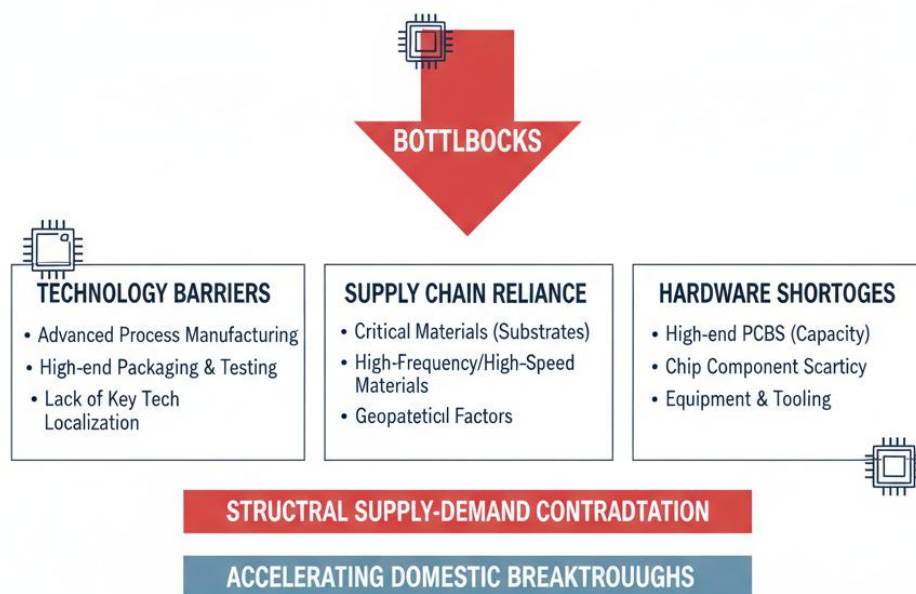 BOTTLBOCKS
TECHNOLOGY BARRIERS
• Advanced Process Manufacturing
• High-end Packaging & Testing
• Lack of Key Tech
Localization
SUPPLY CHAIN RELIANCE
• Critical Materials (Substrates)
• High-Frequency/High-Speed
Materials
• Geopateticıl Factors
HARDWARE SHORTOGES
• High-end PCBS (Capacity)
• Chip Component Scarticy
• Equipment & Tooling
STRUCTRAL SUPPLY-DEMAND CONTRADTATION
ACCELERATING DOMESTIC BREAKTROUUGHS